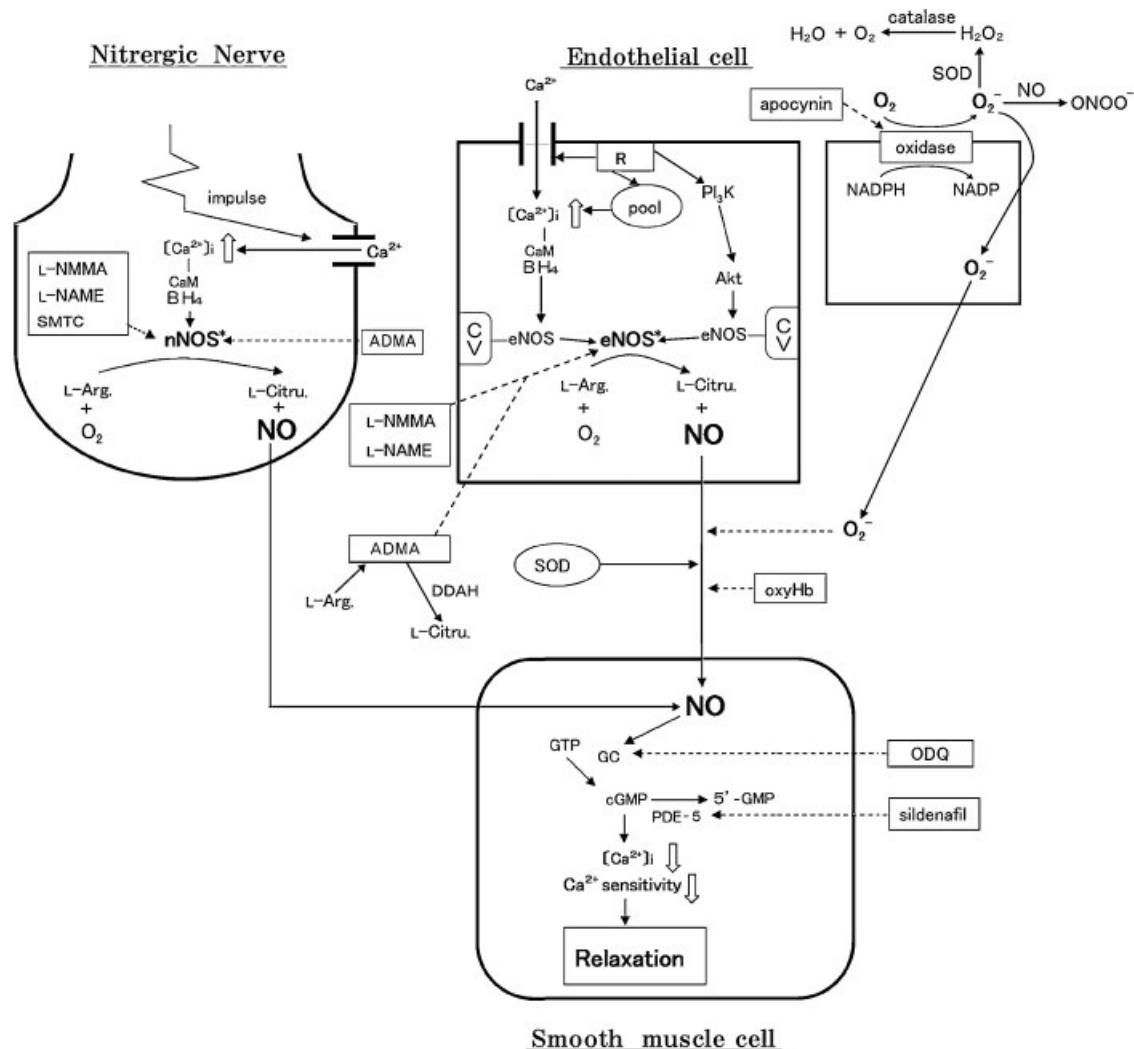 Nitrergic Nerve
impulse
[Ca²⁺]i
Ca²⁺
CaM
BH₄
L-NMMA
L-NAME
SMTC
nNOS*
ADMA
L-Arg.
+
O₂
L-Citru.
+
NO
Endothelial cell
Ca²⁺
R
pool
[Ca²⁺]i
CaM
BH₄
PI₃K
Akt
CV
eNOS
eNOS*
eNOS
CV
L-Arg.
+
O₂
L-Citru.
+
NO
L-NMMA
L-NAME
ADMA
L-Arg.
DDAH
L-Citru.
H₂O + O₂
catalase
H₂O₂
SOD
apocynin
O₂
O₂⁻
NO
ONOO⁻
oxidase
NADPH
NADP
O₂⁻
O₂⁻
SOD
oxyHb
NO
GTP
GC
ODQ
cGMP
5'-GMP
PDE-5
sildenafil
[Ca²⁺]i
Ca²⁺ sensitivity
Relaxation
Smooth muscle cell